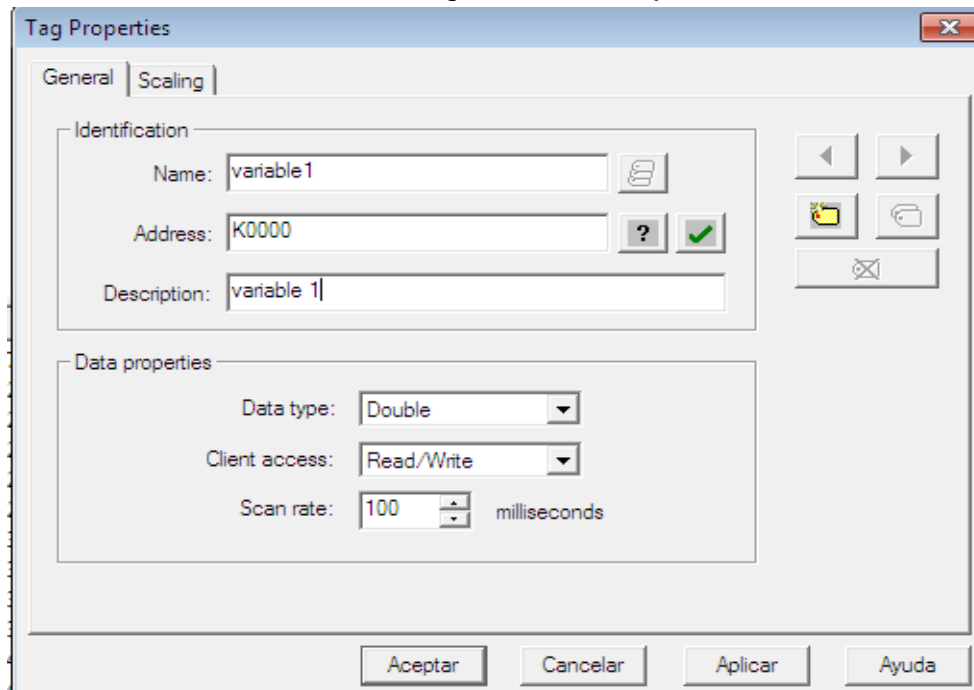 Tag Properties
General Scaling
Identification
Name: variable1
Address: K0000 ?
Description: variable 1
Data properties
Data type: Double
Client access: Read/Write
Scan rate: 100 milliseconds
Aceptar Cancelar Aplicar Ayuda